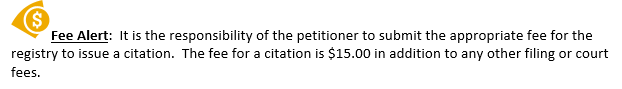 $
Fee Alert: It is the responsibility of the petitioner to submit the appropriate fee for the
registry to issue a citation. The fee for a citation is $15.00 in addition to any other filing or court
fees.